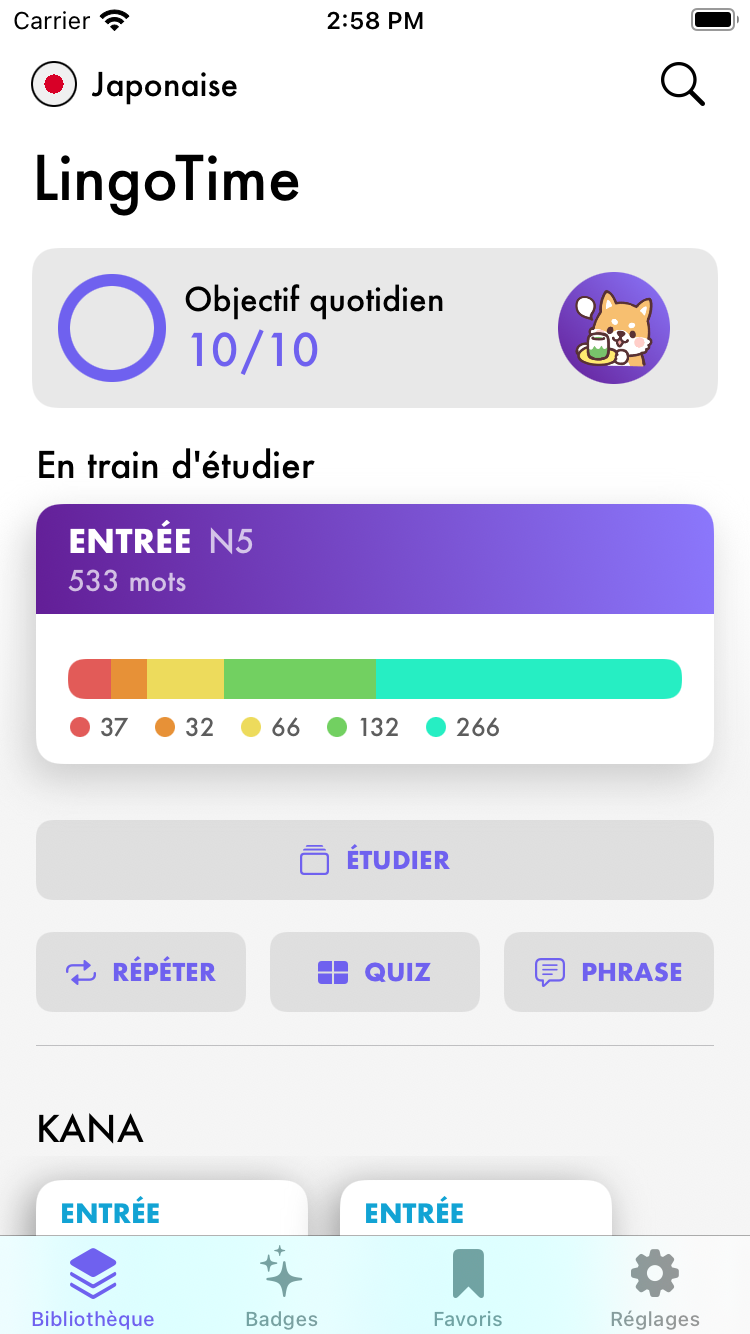 Carrier 2:58 PM
Japonaise
LingoTime
Objectif quotidien
10/10
En train d'étudier
ENTRÉE N5
533 mots
37 32 66 132 266
ÉTUDIER
RÉPÉTER QUIZ PHRASE
KANA
ENTRÉE ENTRÉE
Bibliothèque Badges Favoris Réglages